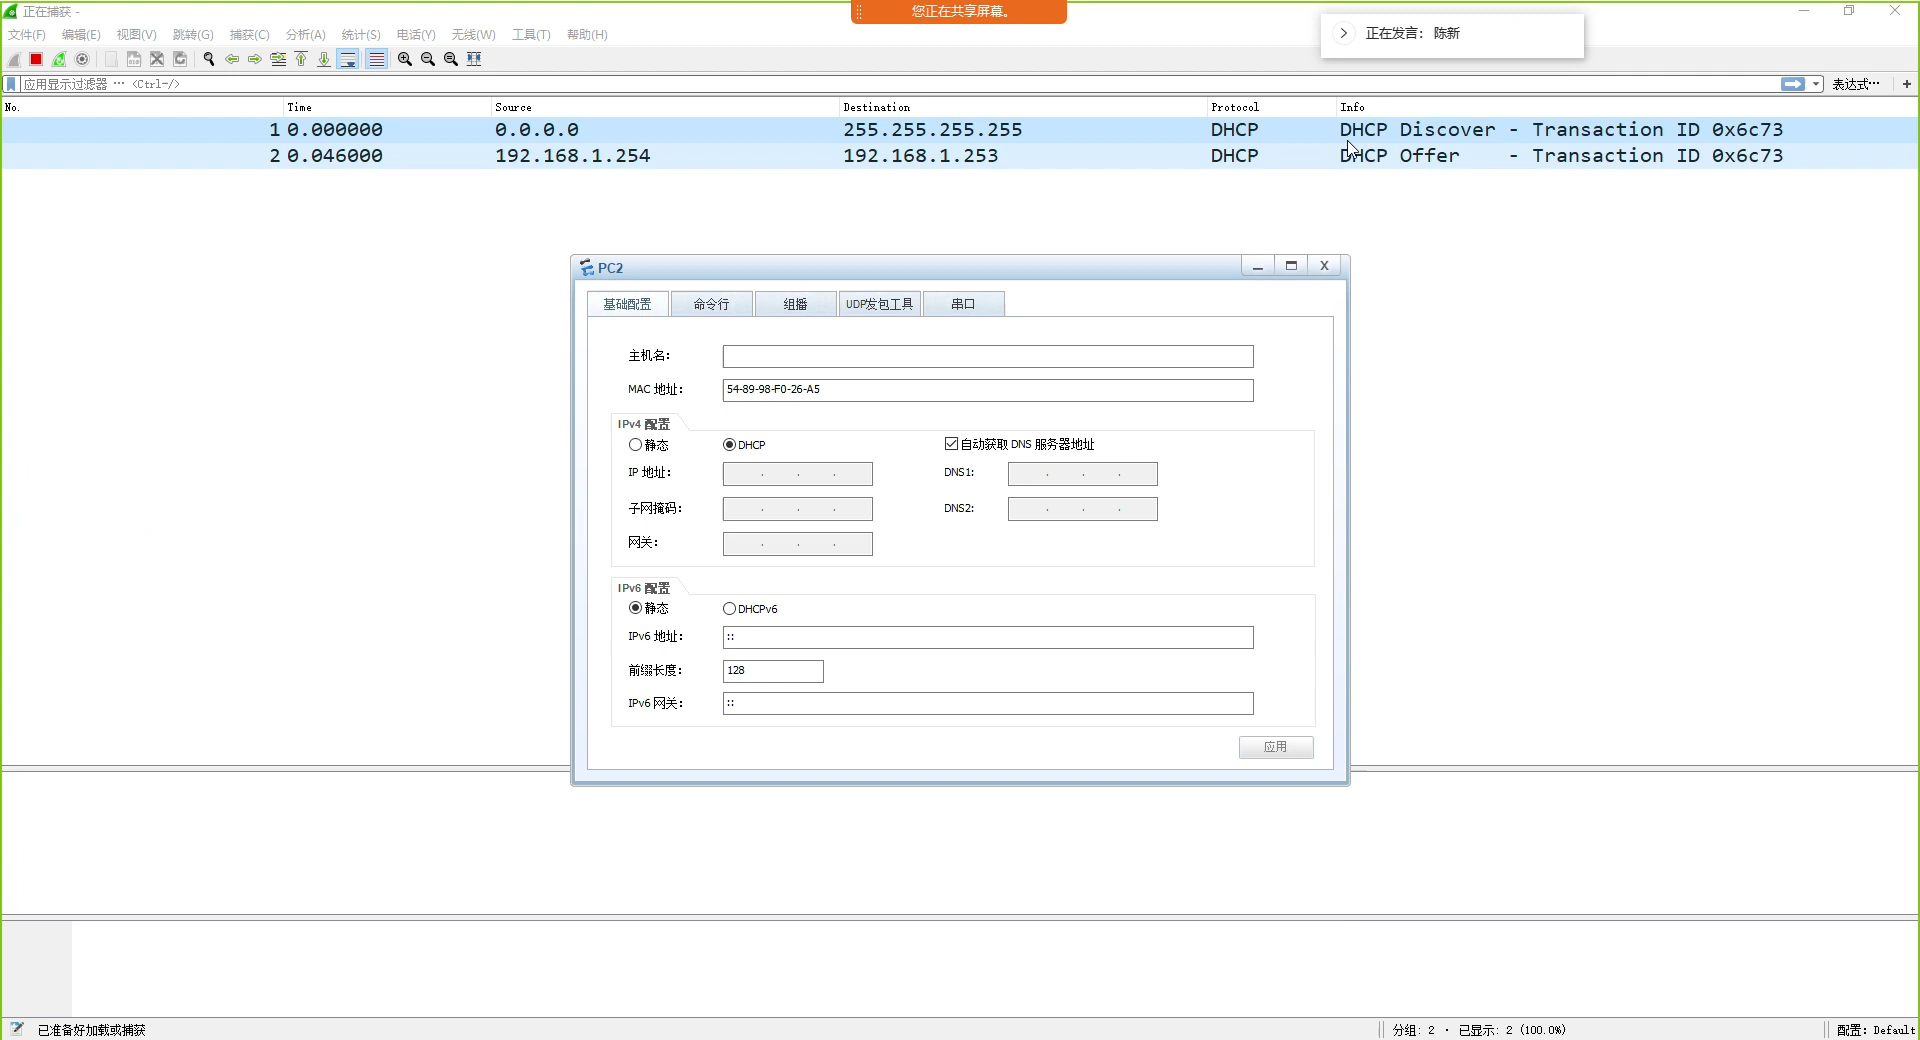 正在捕获 -
您正在共享屏幕。
正在发言: 陈新
文件(F) 编辑(E) 视图(V) 跳转(G) 捕获(C) 分析(A) 统计(S) 电话(Y) 无线(W) 工具(T) 帮助(H)
应用显示过滤器 … <Ctrl-/> 表达式… +
No. Time Source Destination Protocol Info
1 0.000000 0.0.0.0 255.255.255.255 DHCP DHCP Discover - Transaction ID 0x6c73
2 0.046000 192.168.1.254 192.168.1.253 DHCP DHCP Offer - Transaction ID 0x6c73
PC2
基础配置 命令行 组播 UDP发包工具 串口
主机名:
MAC 地址: 54-89-98-F0-26-A5
IPv4 配置
静态 DHCP 自动获取 DNS 服务器地址
IP 地址: . . . DNS1: . . .
子网掩码: . . . DNS2: . . .
网关: . . .
IPv6 配置
静态 DHCPv6
IPv6 地址: ::
前缀长度: 128
IPv6 网关: ::
应用
已准备好加载或捕获 分组: 2 · 已显示: 2 (100.0%) 配置: Default